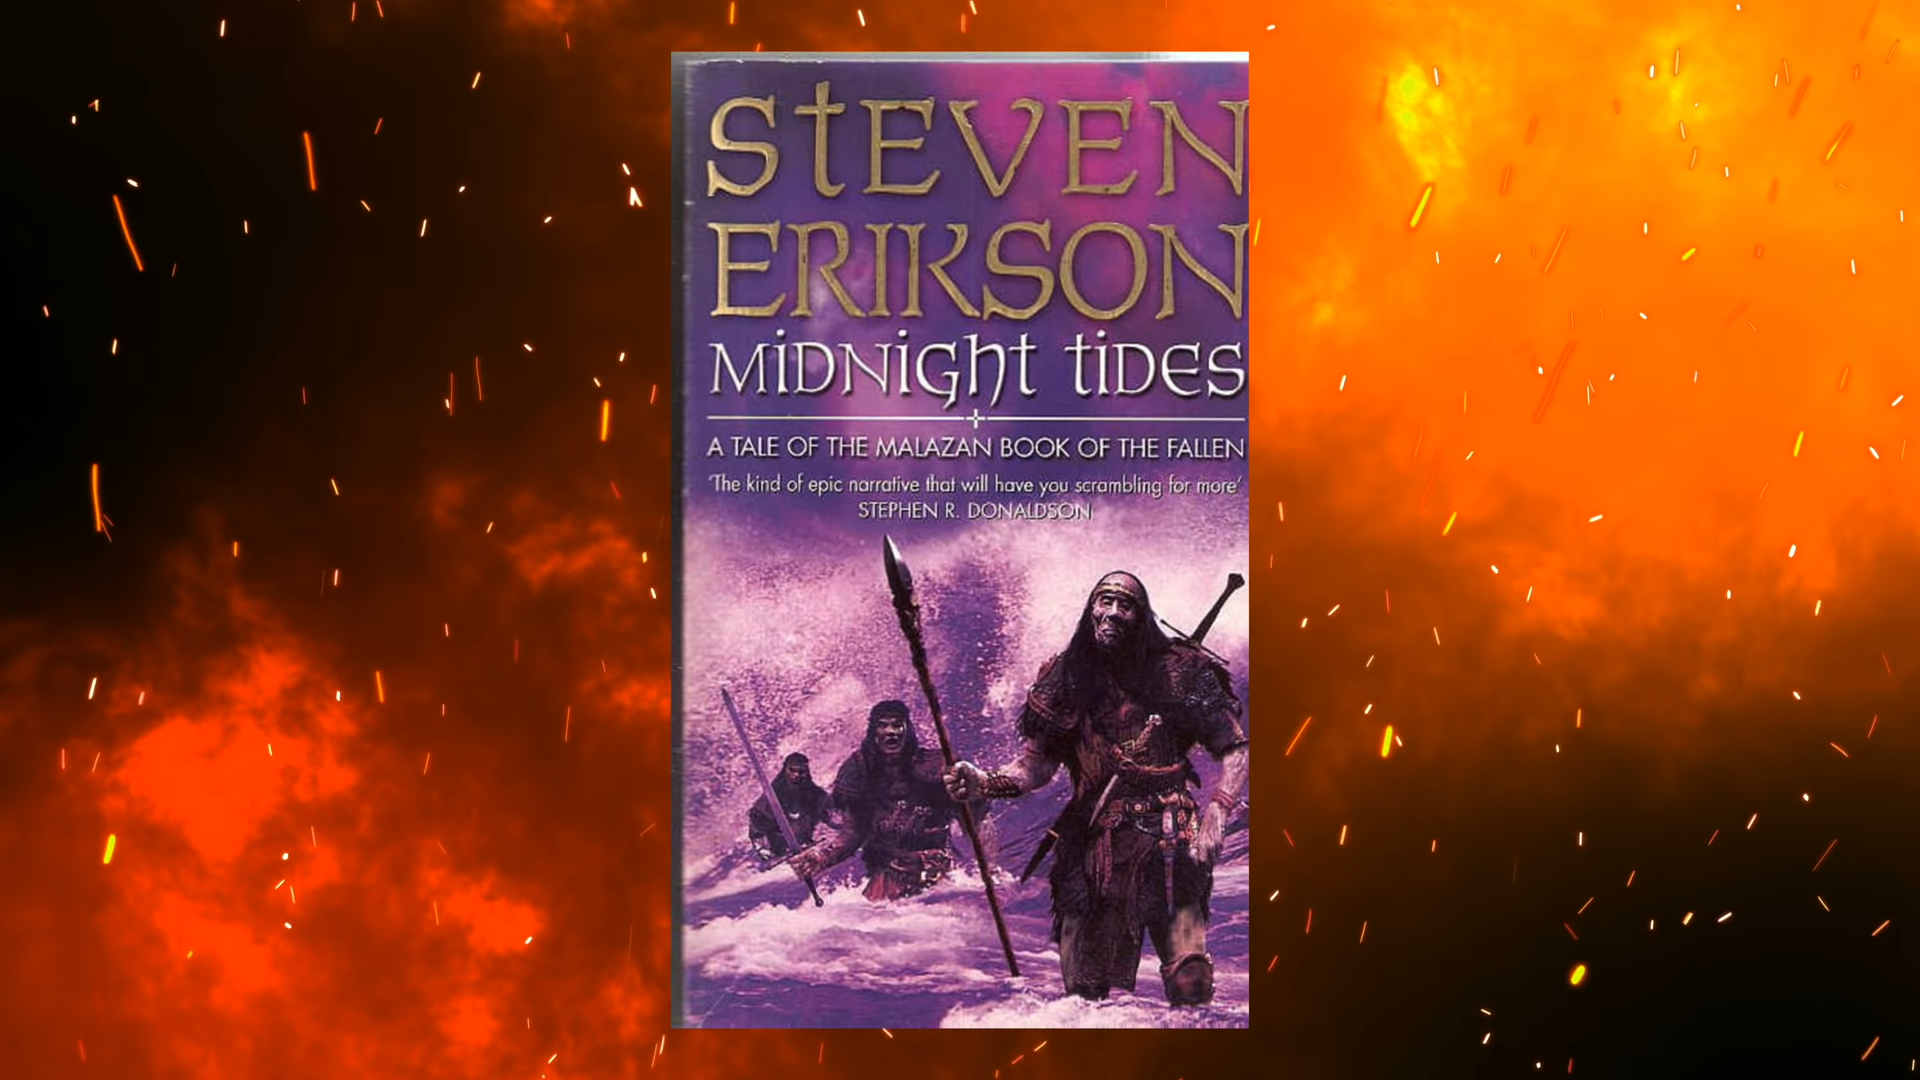 STEVEN
ERIKSON
MIDNIGHT TIDES
A TALE OF THE MALAZAN BOOK OF THE FALLEN
'The kind of epic narrative that will have you scrambling for more'
STEPHEN R. DONALDSON